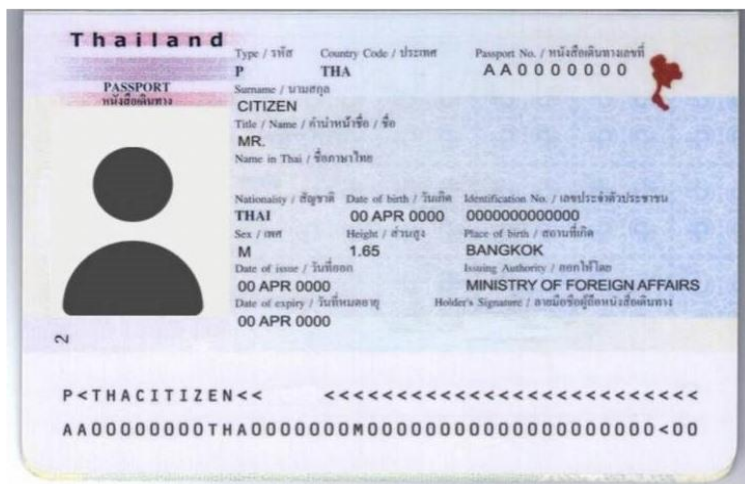 Thailand
PASSPORT
หนังสือเดินทาง
Type / รหัส Country Code / ประเทศ Passport No. / หนังสือเดินทางเลขที่
P THA AA0000000
Surname / นามสกุล
CITIZEN
Title / Name / คำนำหน้าชื่อ / ชื่อ
MR.
Name in Thai / ชื่อภาษาไทย
Nationality / สัญชาติ Date of birth / วันเกิด Identification No. / เลขประจำตัวประชาชน
THAI 00 APR 0000 0000000000000
Sex / เพศ Height / ส่วนสูง Place of birth / สถานที่เกิด
M 1.65 BANGKOK
Date of issue / วันที่ออก Issuing Authority / ออกให้โดย
00 APR 0000 MINISTRY OF FOREIGN AFFAIRS
Date of expiry / วันที่หมดอายุ Holder's Signature / ลายมือชื่อผู้ถือหนังสือเดินทาง
00 APR 0000
2
P<THACITIZEN<< <<<<<<<<<<<<<<<<<<<<<<<<<<
AA00000000THA0000000M00000000000000000000<00